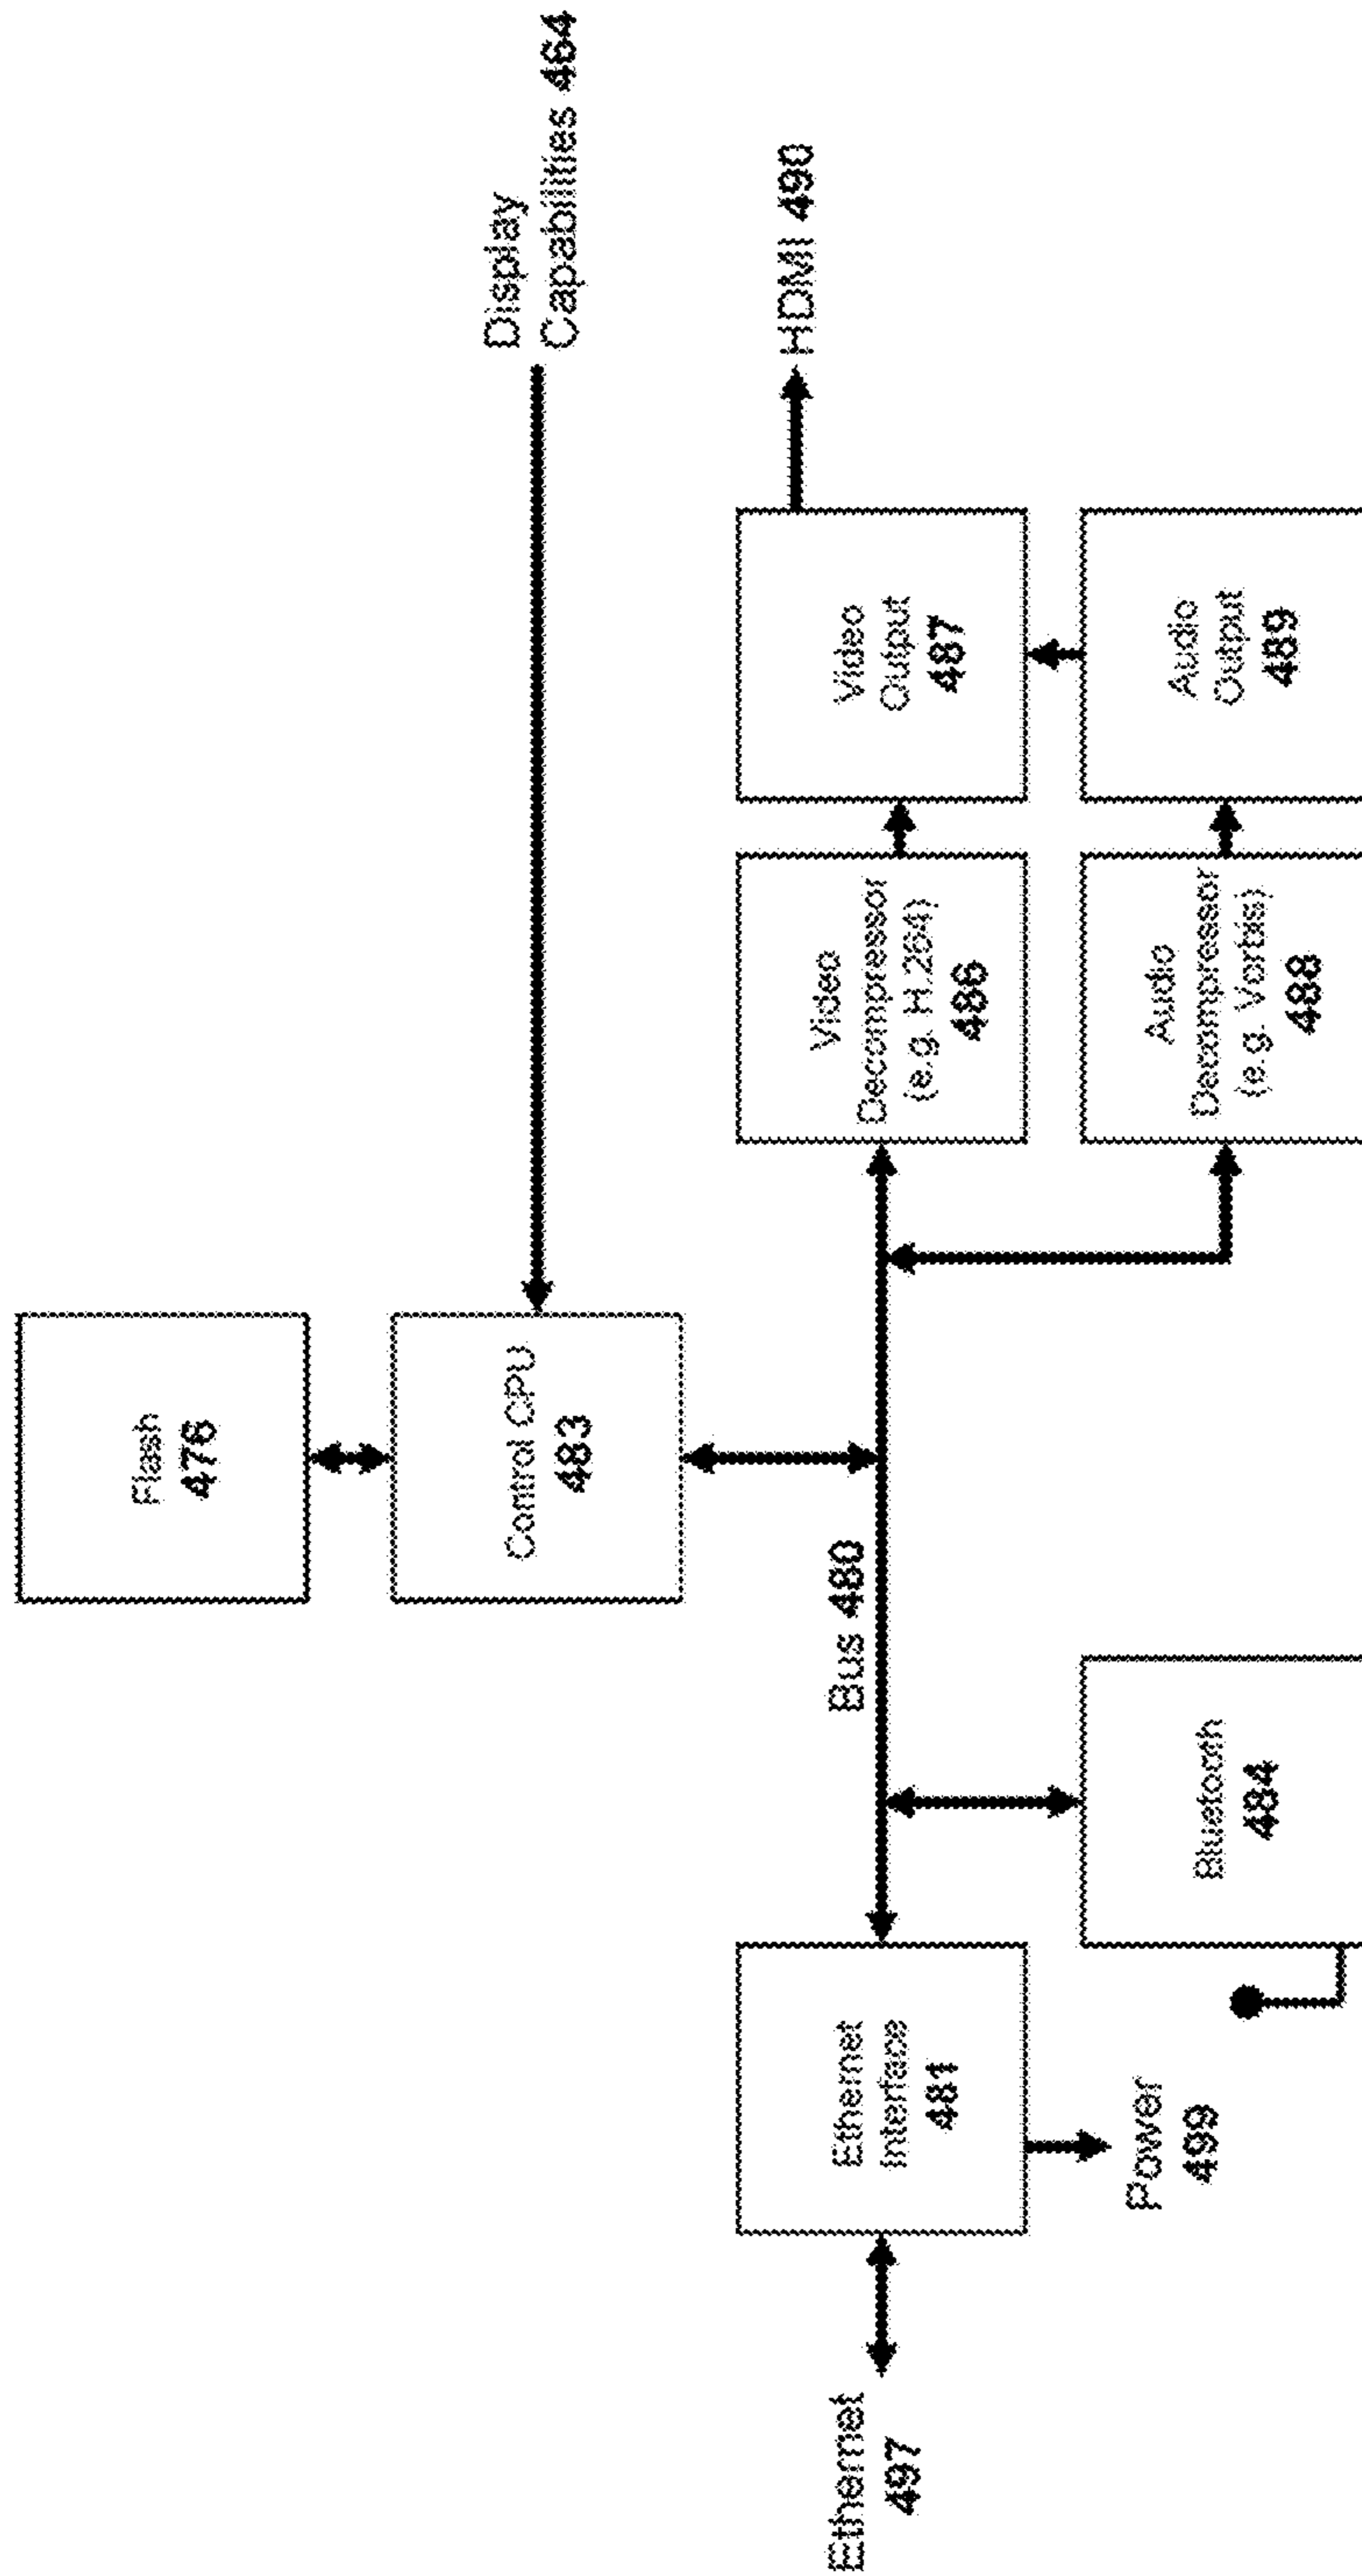 Flash
476
Control CPU
483
Display
Capabilities 464
Bus 480
HDMI 490
Ethernet
497
Ethernet
Interface
481
Video
Decompressor
(e.g. H.264)
486
Video
Output
487
Power
499
Bluetooth
484
Audio
Decompressor
(e.g. Vorbis)
488
Audio
Output
489